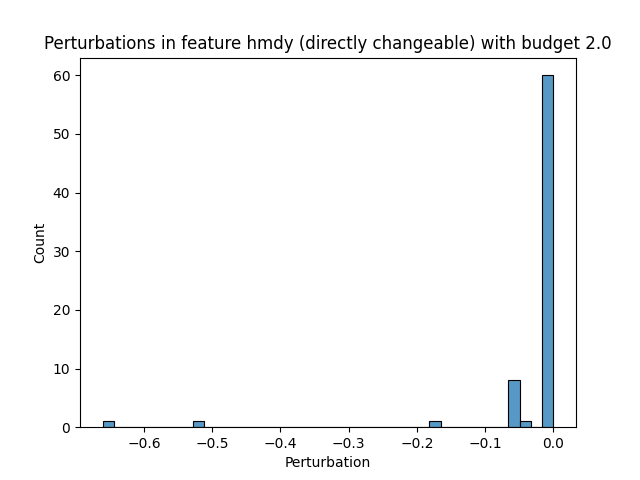 Perturbations in feature hmdy (directly changeable) with budget 2.0
60
50
40
30
20
10
0
Count
−0.6 −0.5 −0.4 −0.3 −0.2 −0.1 0.0
Perturbation